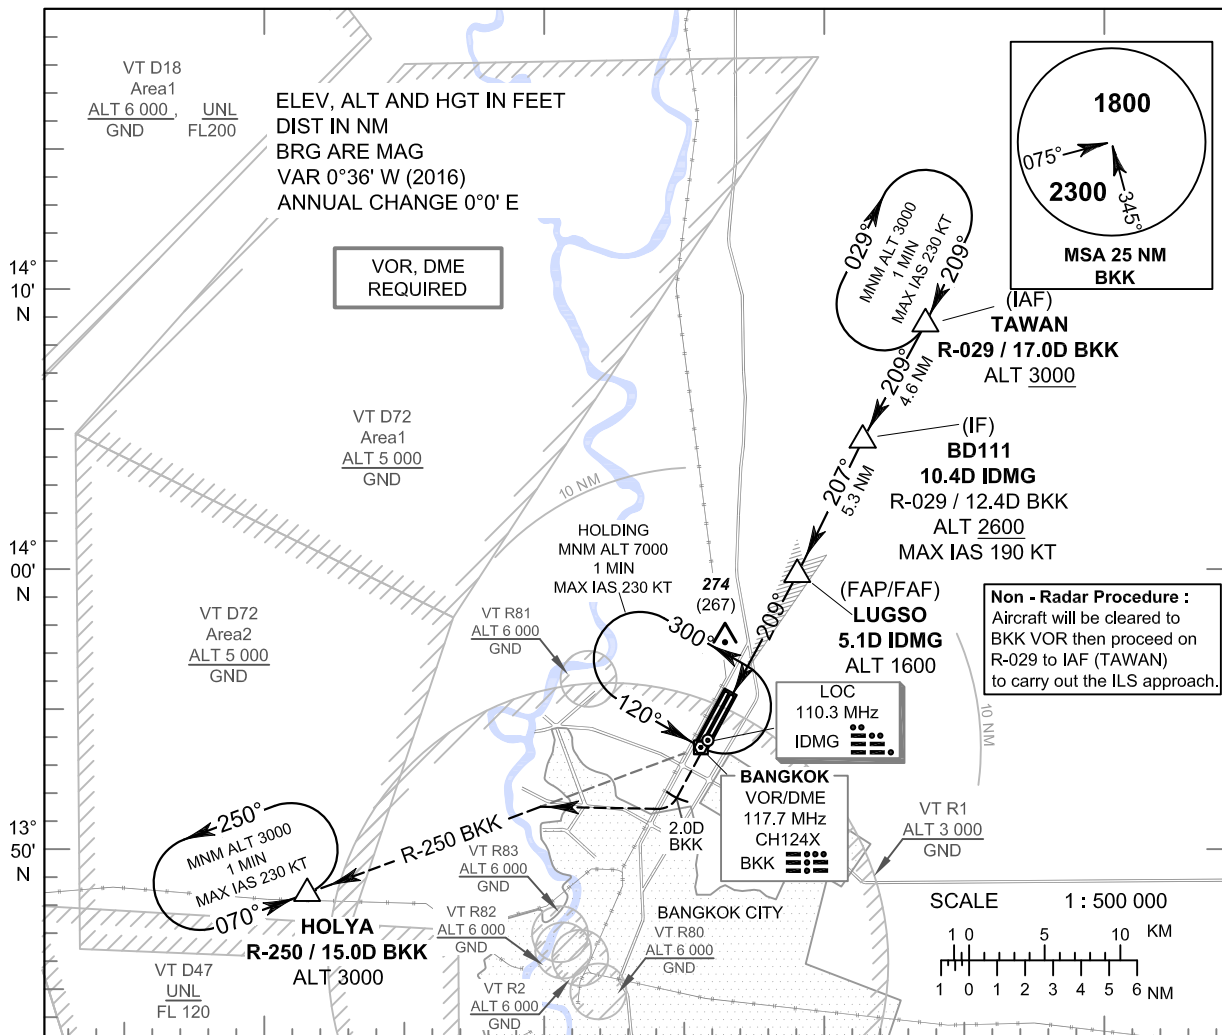 VT D18
Area1
ALT 6 000 , UNL
GND FL200
ELEV, ALT AND HGT IN FEET
DIST IN NM
BRG ARE MAG
VAR 0°36' W (2016)
ANNUAL CHANGE 0°0' E
VOR, DME
REQUIRED
1800
075°
2300
345°
MSA 25 NM
BKK
029°
MNM ALT 3000
1 MIN
MAX IAS 230 KT
209°
(IAF)
TAWAN
R-029 / 17.0D BKK
ALT 3000
209°
4.6 NM
14°
10'
N
VT D72
Area1
ALT 5 000
GND
10 NM
(IF)
BD111
10.4D IDMG
R-029 / 12.4D BKK
ALT 2600
MAX IAS 190 KT
207°
5.3 NM
HOLDING
MNM ALT 7000
1 MIN
MAX IAS 230 KT
14°
00'
N
274
(267)
(FAP/FAF)
LUGSO
5.1D IDMG
ALT 1600
209°
Non - Radar Procedure :
Aircraft will be cleared to
BKK VOR then proceed on
R-029 to IAF (TAWAN)
to carry out the ILS approach.
VT D72
Area2
ALT 5 000
GND
VT R81
ALT 6 000
GND
300°
120°
LOC
110.3 MHz
IDMG
10 NM
BANGKOK
VOR/DME
117.7 MHz
CH124X
BKK
2.0D
BKK
VT R1
ALT 3 000
GND
13°
50'
N
250°
MNM ALT 3000
1 MIN
MAX IAS 230 KT
070°
R-250 BKK
HOLYA
R-250 / 15.0D BKK
ALT 3000
VT R83
ALT 6 000
GND
VT R82
ALT 6 000
GND
BANGKOK CITY
VT R80
ALT 6 000
GND
VT R2
ALT 6 000
GND
VT D47
UNL
FL 120
SCALE 1 : 500 000
1 0 5 10 KM
1 0 1 2 3 4 5 6 NM